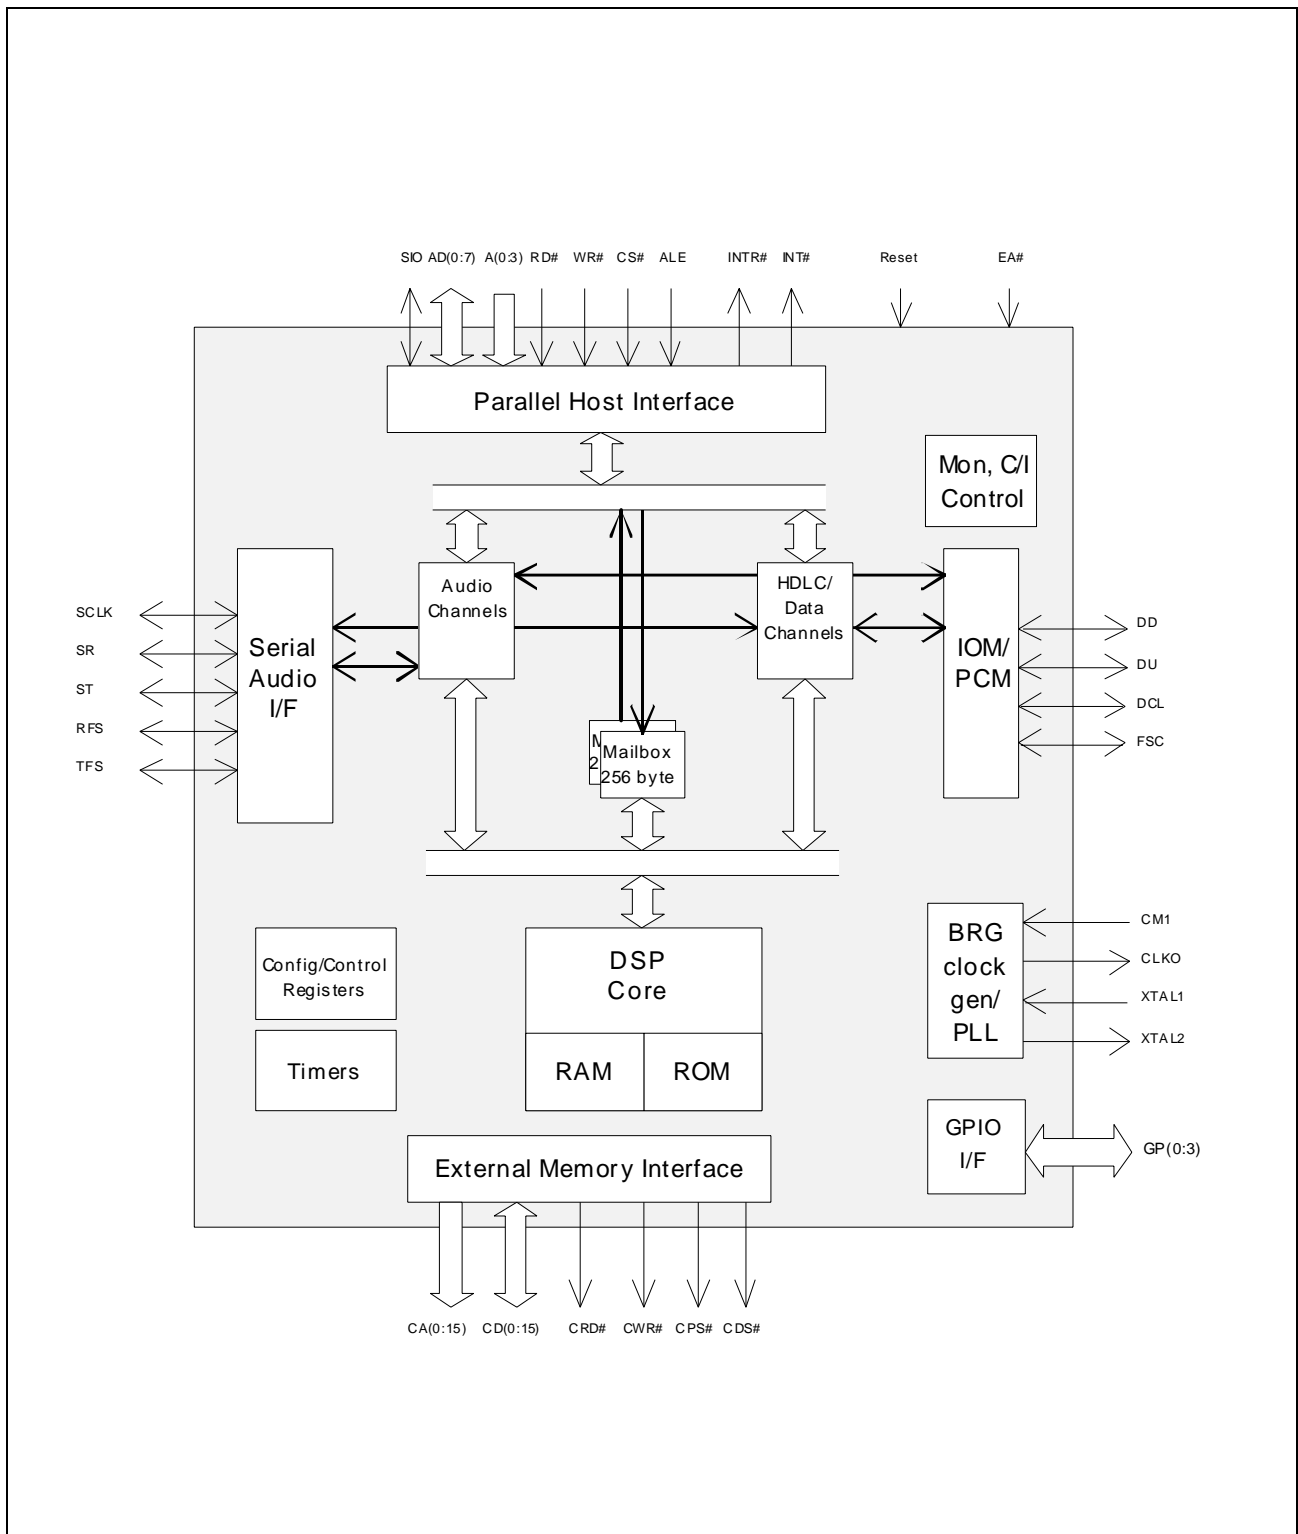 SIO AD(0:7) A(0:3) RD# WR# CS# ALE INTR# INT# Reset EA#
Parallel Host Interface
Mon, C/I
Control
Audio
Channels
HDLC/
Data
Channels
SCLK
SR
ST
RFS
TFS
Serial
Audio
I/F
IOM/
PCM
DD
DU
DCL
FSC
M
2
Mailbox
256 byte
Config/Control
Registers
Timers
DSP
Core
RAM ROM
BRG
clock
gen/
PLL
CM1
CLKO
XTAL1
XTAL2
GPIO
I/F
GP(0:3)
External Memory Interface
CA(0:15) CD(0:15) CRD# CWR# CPS# CDS#